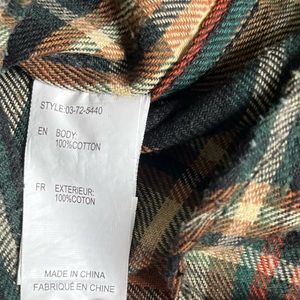 STYLE:03-72-5440
EN BODY:
100%COTTON
FR EXTERIEUR:
100%COTON
MADE IN CHINA
FABRIQUÉ EN CHINE